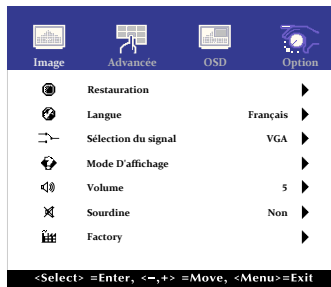 Image Advancée OSD Option
Restauration
Langue Français
Sélection du signal VGA
Mode D'affichage
Volume 5
Sourdine Non
Factory
<Select> =Enter, <–,+> =Move, <Menu>=Exit